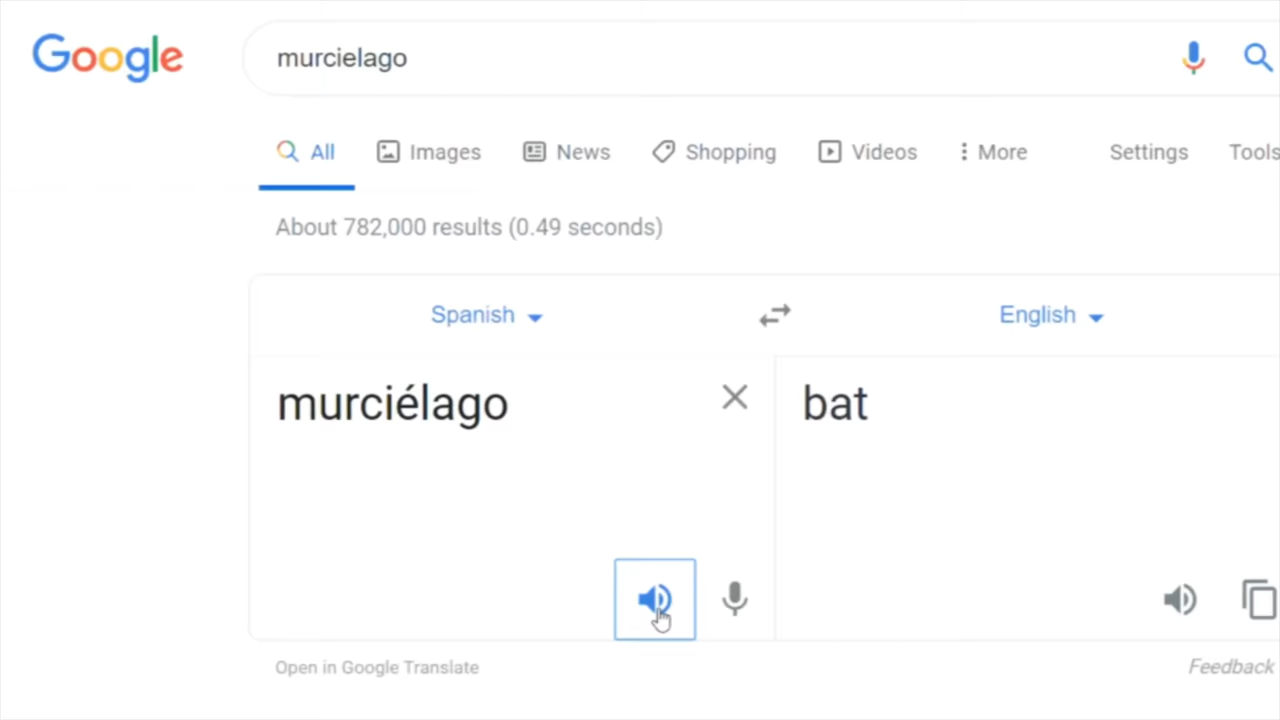 Google murcielago
All Images News Shopping Videos More Settings Tools
About 782,000 results (0.49 seconds)
Spanish English
murciélago bat
Open in Google Translate Feedback